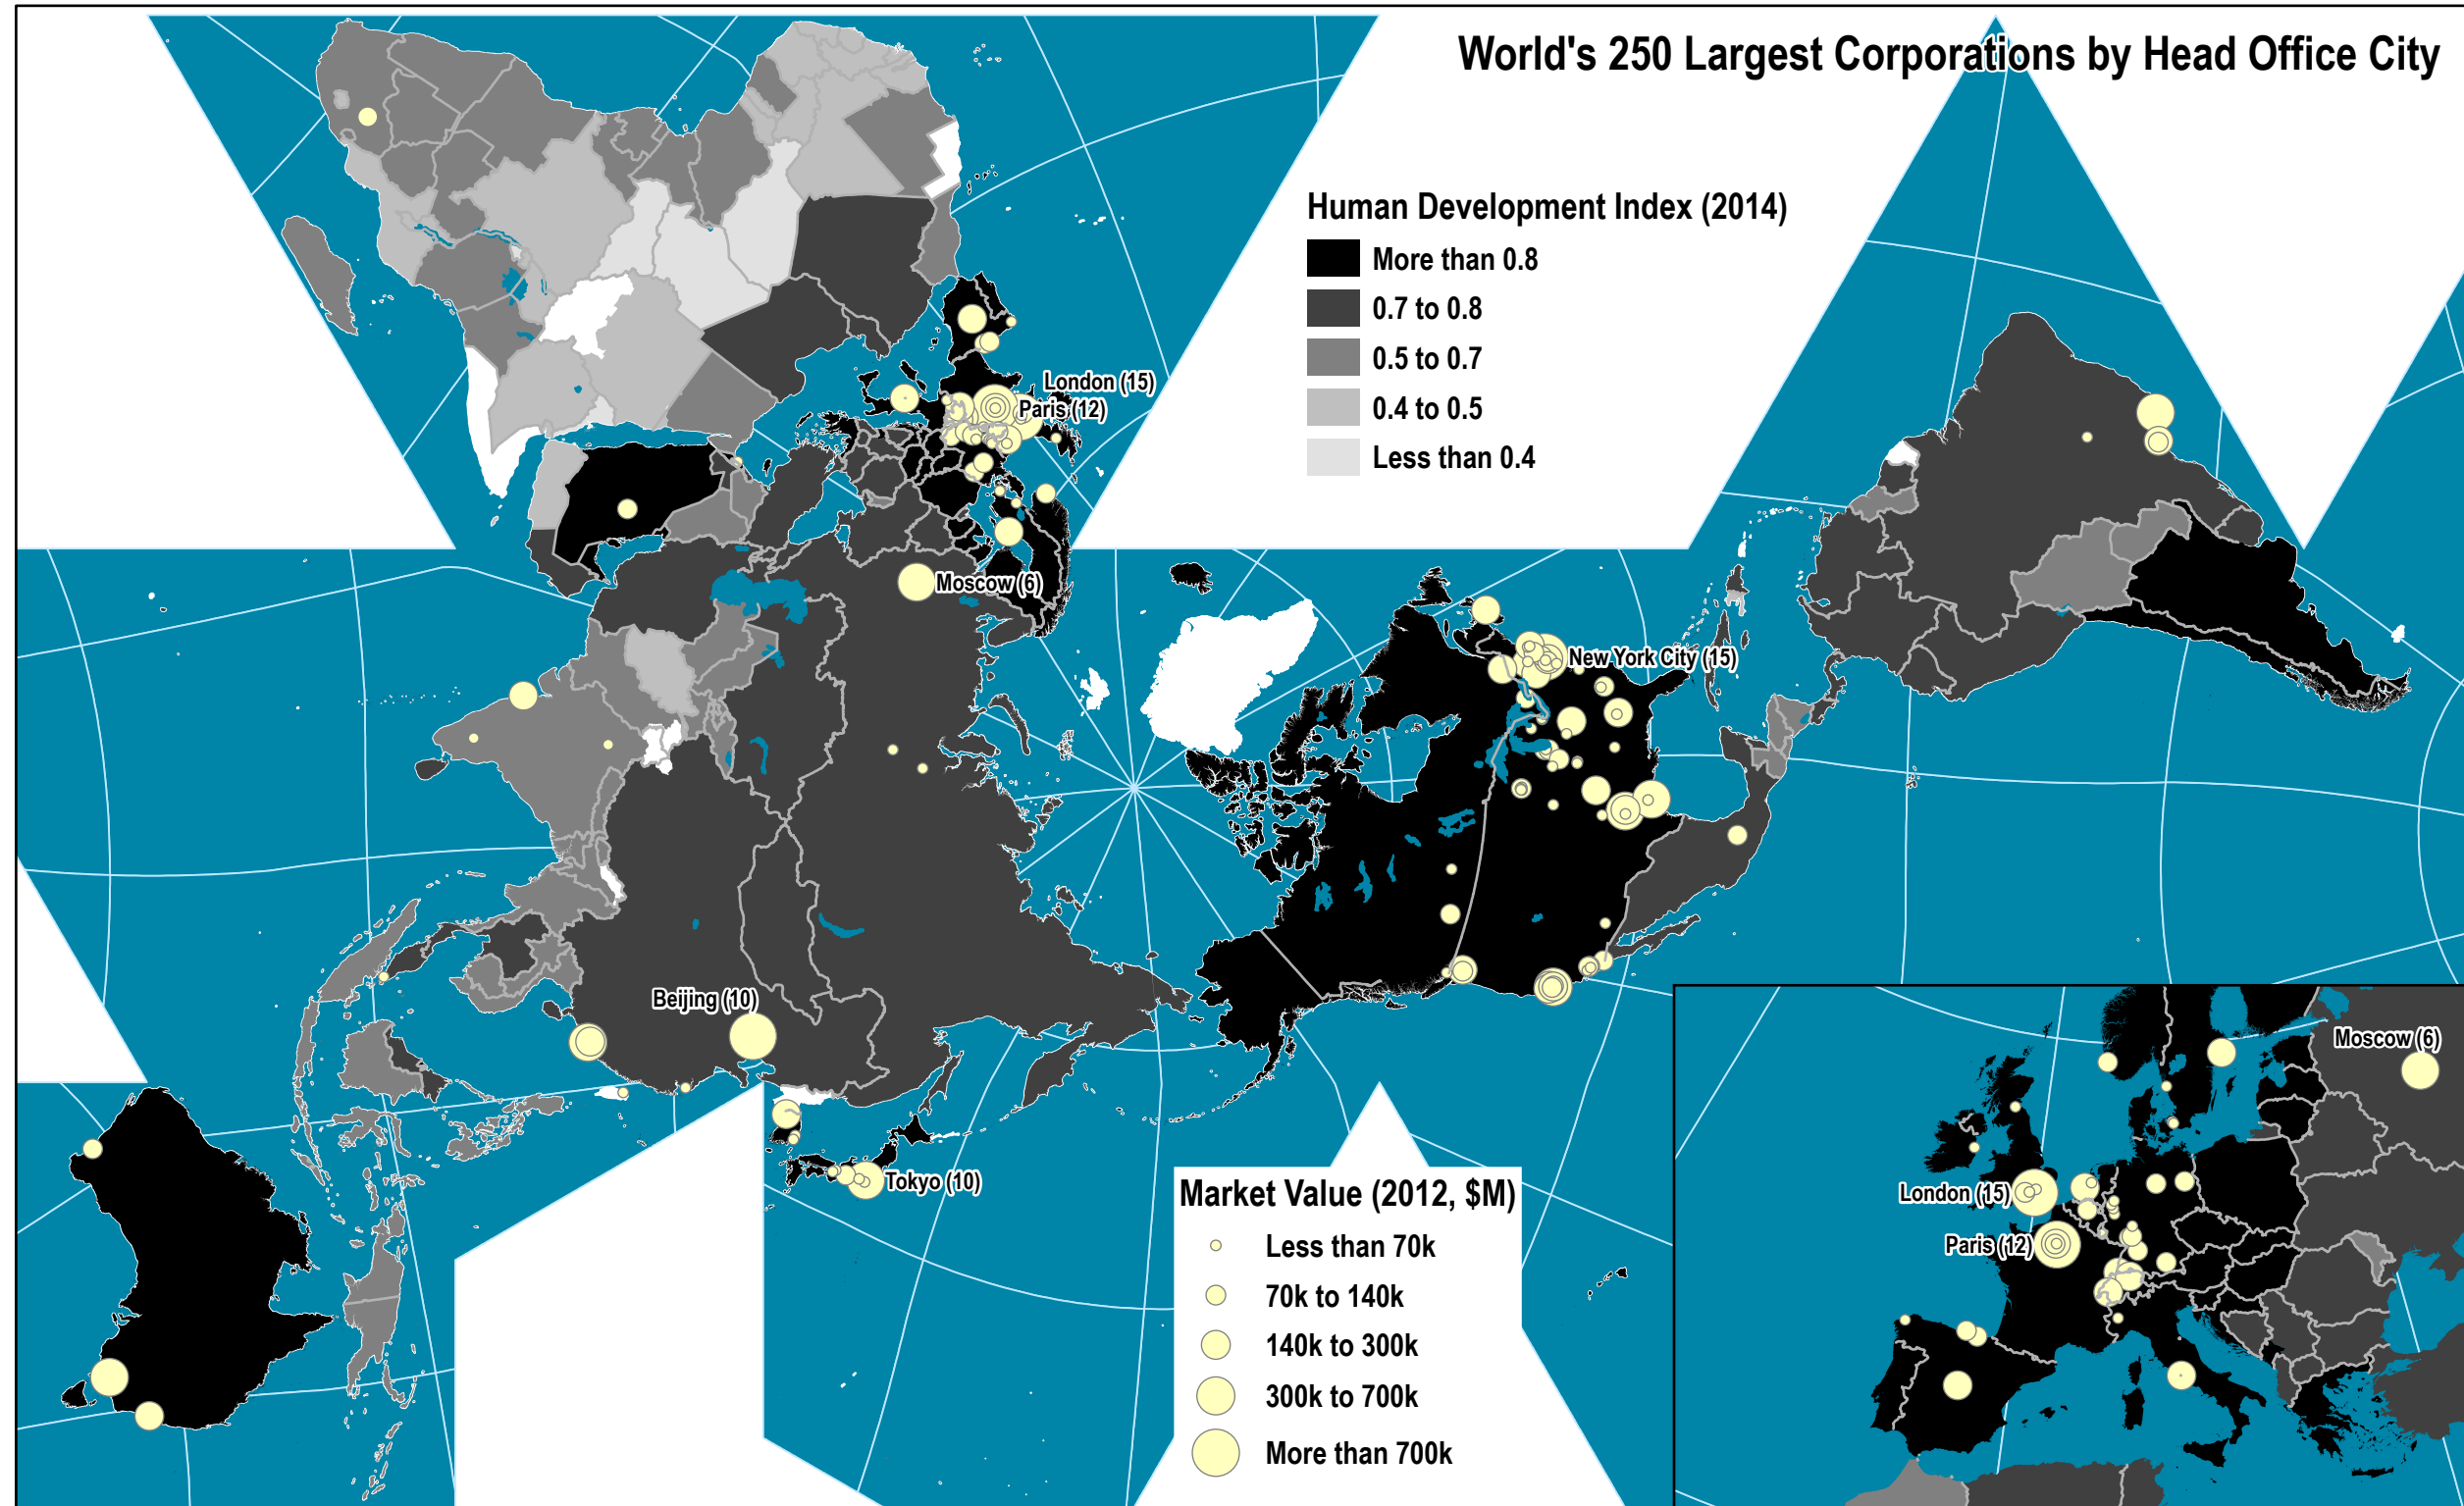 World's 250 Largest Corporations by Head Office City
Human Development Index (2014)
More than 0.8
0.7 to 0.8
0.5 to 0.7
0.4 to 0.5
Less than 0.4
London (15)
Paris (12)
Moscow (6)
New York City (15)
Beijing (10)
Tokyo (10)
Market Value (2012, $M)
Less than 70k
70k to 140k
140k to 300k
300k to 700k
More than 700k
Moscow (6)
London (15)
Paris (12)